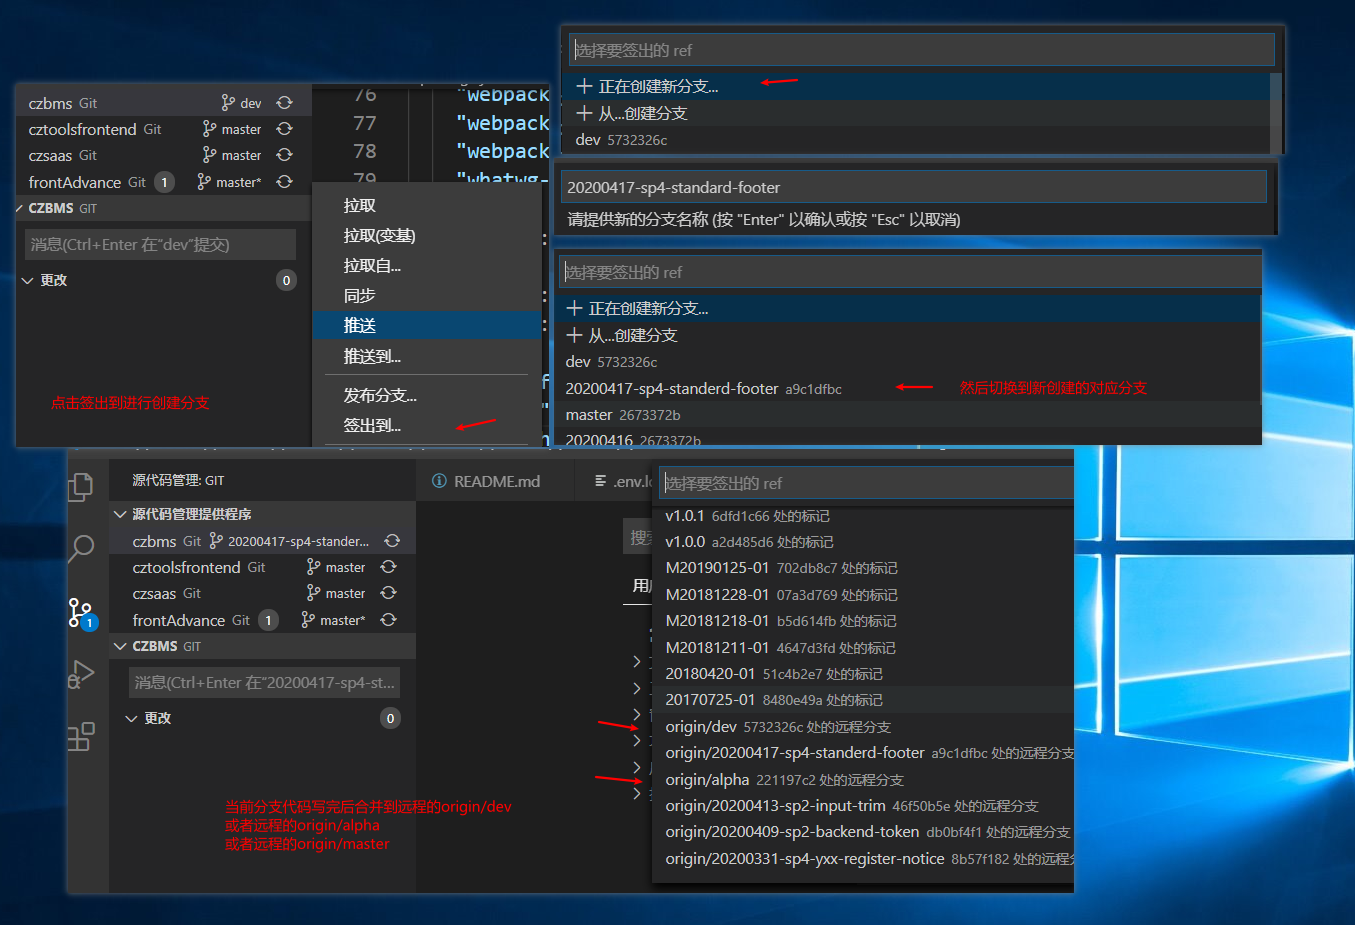 czbms Git dev
cztoolsfrontend Git master
czsaas Git master
frontAdvance Git 1 master*
CZBMS GIT
消息(Ctrl+Enter 在“dev”提交)
更改 0
点击签出到进行创建分支
76 "webpack
77 "webpack
78 "webpack
79 "whatwg-
拉取
拉取(变基)
拉取自...
同步
推送
推送到...
发布分支...
签出到...
选择要签出的 ref
正在创建新分支...
从...创建分支
dev 5732326c
20200417-sp4-standard-footer
请提供新的分支名称 (按 "Enter" 以确认或按 "Esc" 以取消)
选择要签出的 ref
正在创建新分支...
从...创建分支
dev 5732326c
20200417-sp4-standerd-footer a9c1dfbc
然后切换到新创建的对应分支
master 2673372b
20200416 2673372b
源代码管理: GIT
源代码管理提供程序
czbms Git 20200417-sp4-stander...
cztoolsfrontend Git master
czsaas Git master
frontAdvance Git 1 master*
1
CZBMS GIT
消息(Ctrl+Enter 在“20200417-sp4-st...
更改 0
当前分支代码写完后合并到远程的origin/dev
或者远程的origin/alpha
或者远程的origin/master
README.md
.env.lo
选择要签出的 ref
v1.0.1 6dfd1c66 处的标记
v1.0.0 a2d485d6 处的标记
M20190125-01 702db8c7 处的标记
M20181228-01 07a3d769 处的标记
M20181218-01 b5d614fb 处的标记
M20181211-01 4647d3fd 处的标记
20180420-01 51c4b2e7 处的标记
20170725-01 8480e49a 处的标记
origin/dev 5732326c 处的远程分支
origin/20200417-sp4-standerd-footer a9c1dfbc 处的远程分支
origin/alpha 221197c2 处的远程分支
origin/20200413-sp2-input-trim 46f50b5e 处的远程分支
origin/20200409-sp2-backend-token db0bf4f1 处的远程分支
origin/20200331-sp4-yxx-register-notice 8b57f182 处的远程